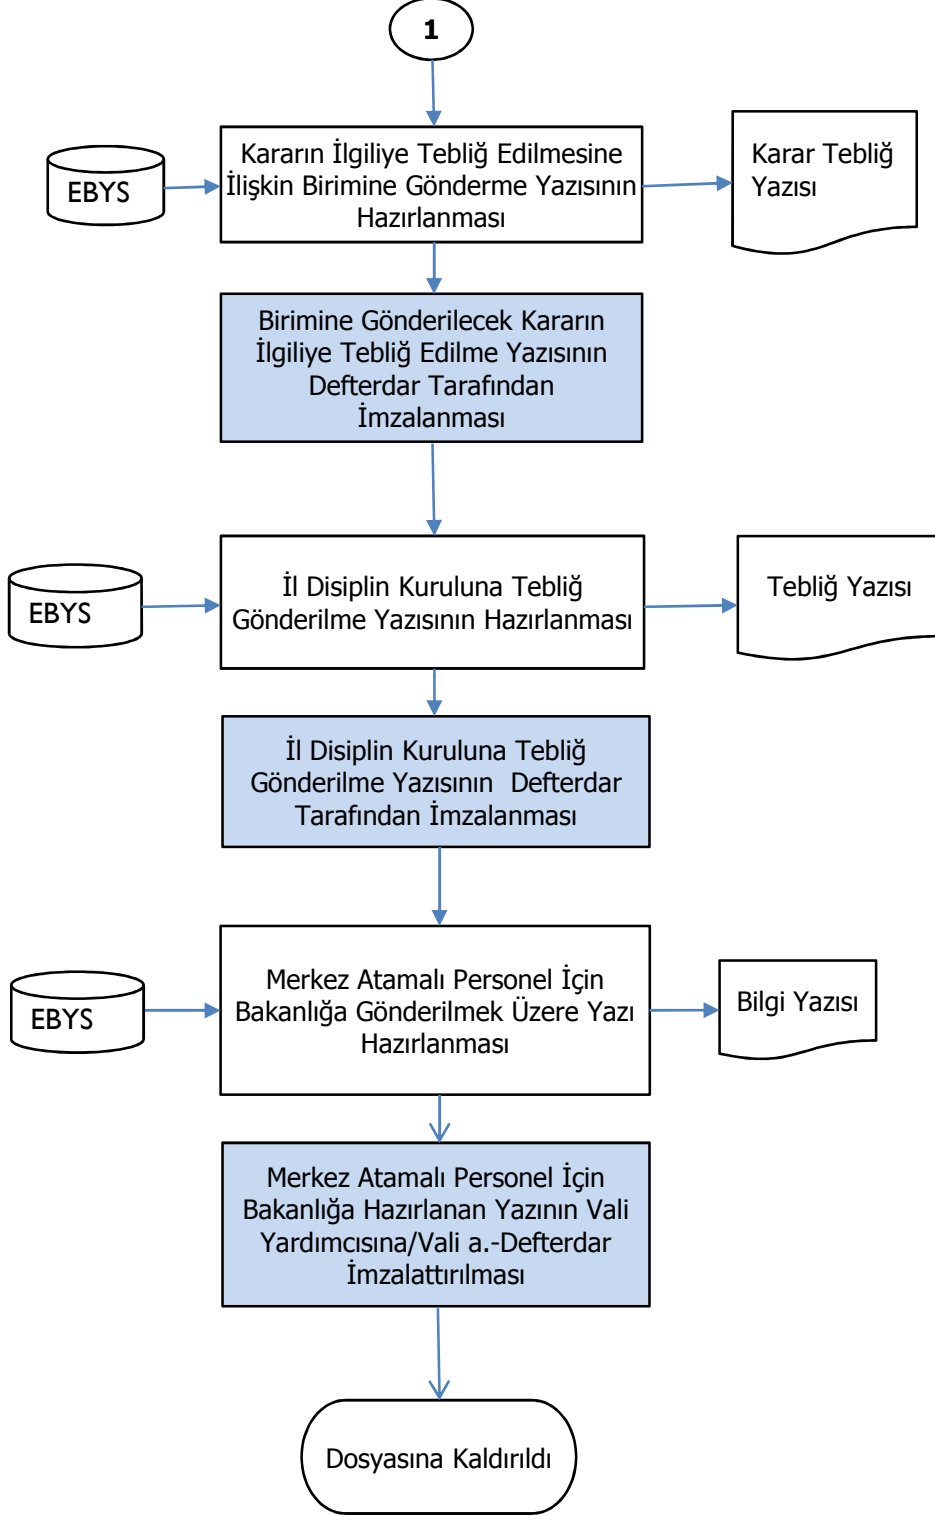 1
EBYS
Kararın İlgiliye Tebliğ Edilmesine
İlişkin Birimine Gönderme Yazısının
Hazırlanması
Karar Tebliğ
Yazısı
Birimine Gönderilecek Kararın
İlgiliye Tebliğ Edilme Yazısının
Defterdar Tarafından
İmzalanması
EBYS
İl Disiplin Kuruluna Tebliğ
Gönderilme Yazısının Hazırlanması
Tebliğ Yazısı
İl Disiplin Kuruluna Tebliğ
Gönderilme Yazısının  Defterdar
Tarafından İmzalanması
EBYS
Merkez Atamalı Personel İçin
Bakanlığa Gönderilmek Üzere Yazı
Hazırlanması
Bilgi Yazısı
Merkez Atamalı Personel İçin
Bakanlığa Hazırlanan Yazının Vali
Yardımcısına/Vali a.-Defterdar
İmzalattırılması
Dosyasına Kaldırıldı